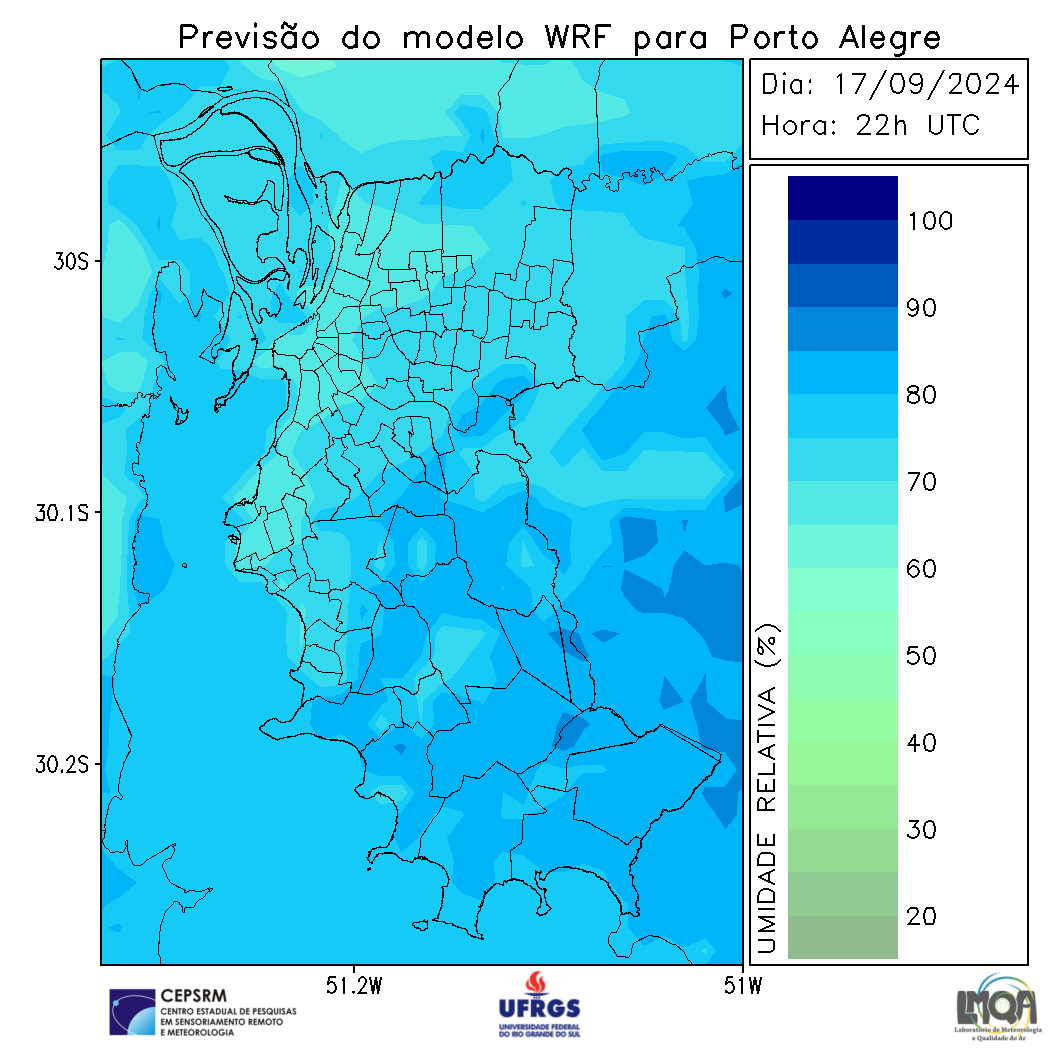 Previsão do modelo WRF para Porto Alegre
Dia: 17/09/2024
Hora: 22h UTC
100
90
80
70
60
50
40
30
20
UMIDADE RELATIVA (%)
30S
30.1S
30.2S
51.2W
51W
CEPSRM
CENTRO ESTADUAL DE PESQUISAS
EM SENSORIAMENTO REMOTO
E METEOROLOGIA
UFRGS
UNIVERSIDADE FEDERAL
DO RIO GRANDE DO SUL
LMQA
Laboratório de Meteorologia
e Qualidade do Ar